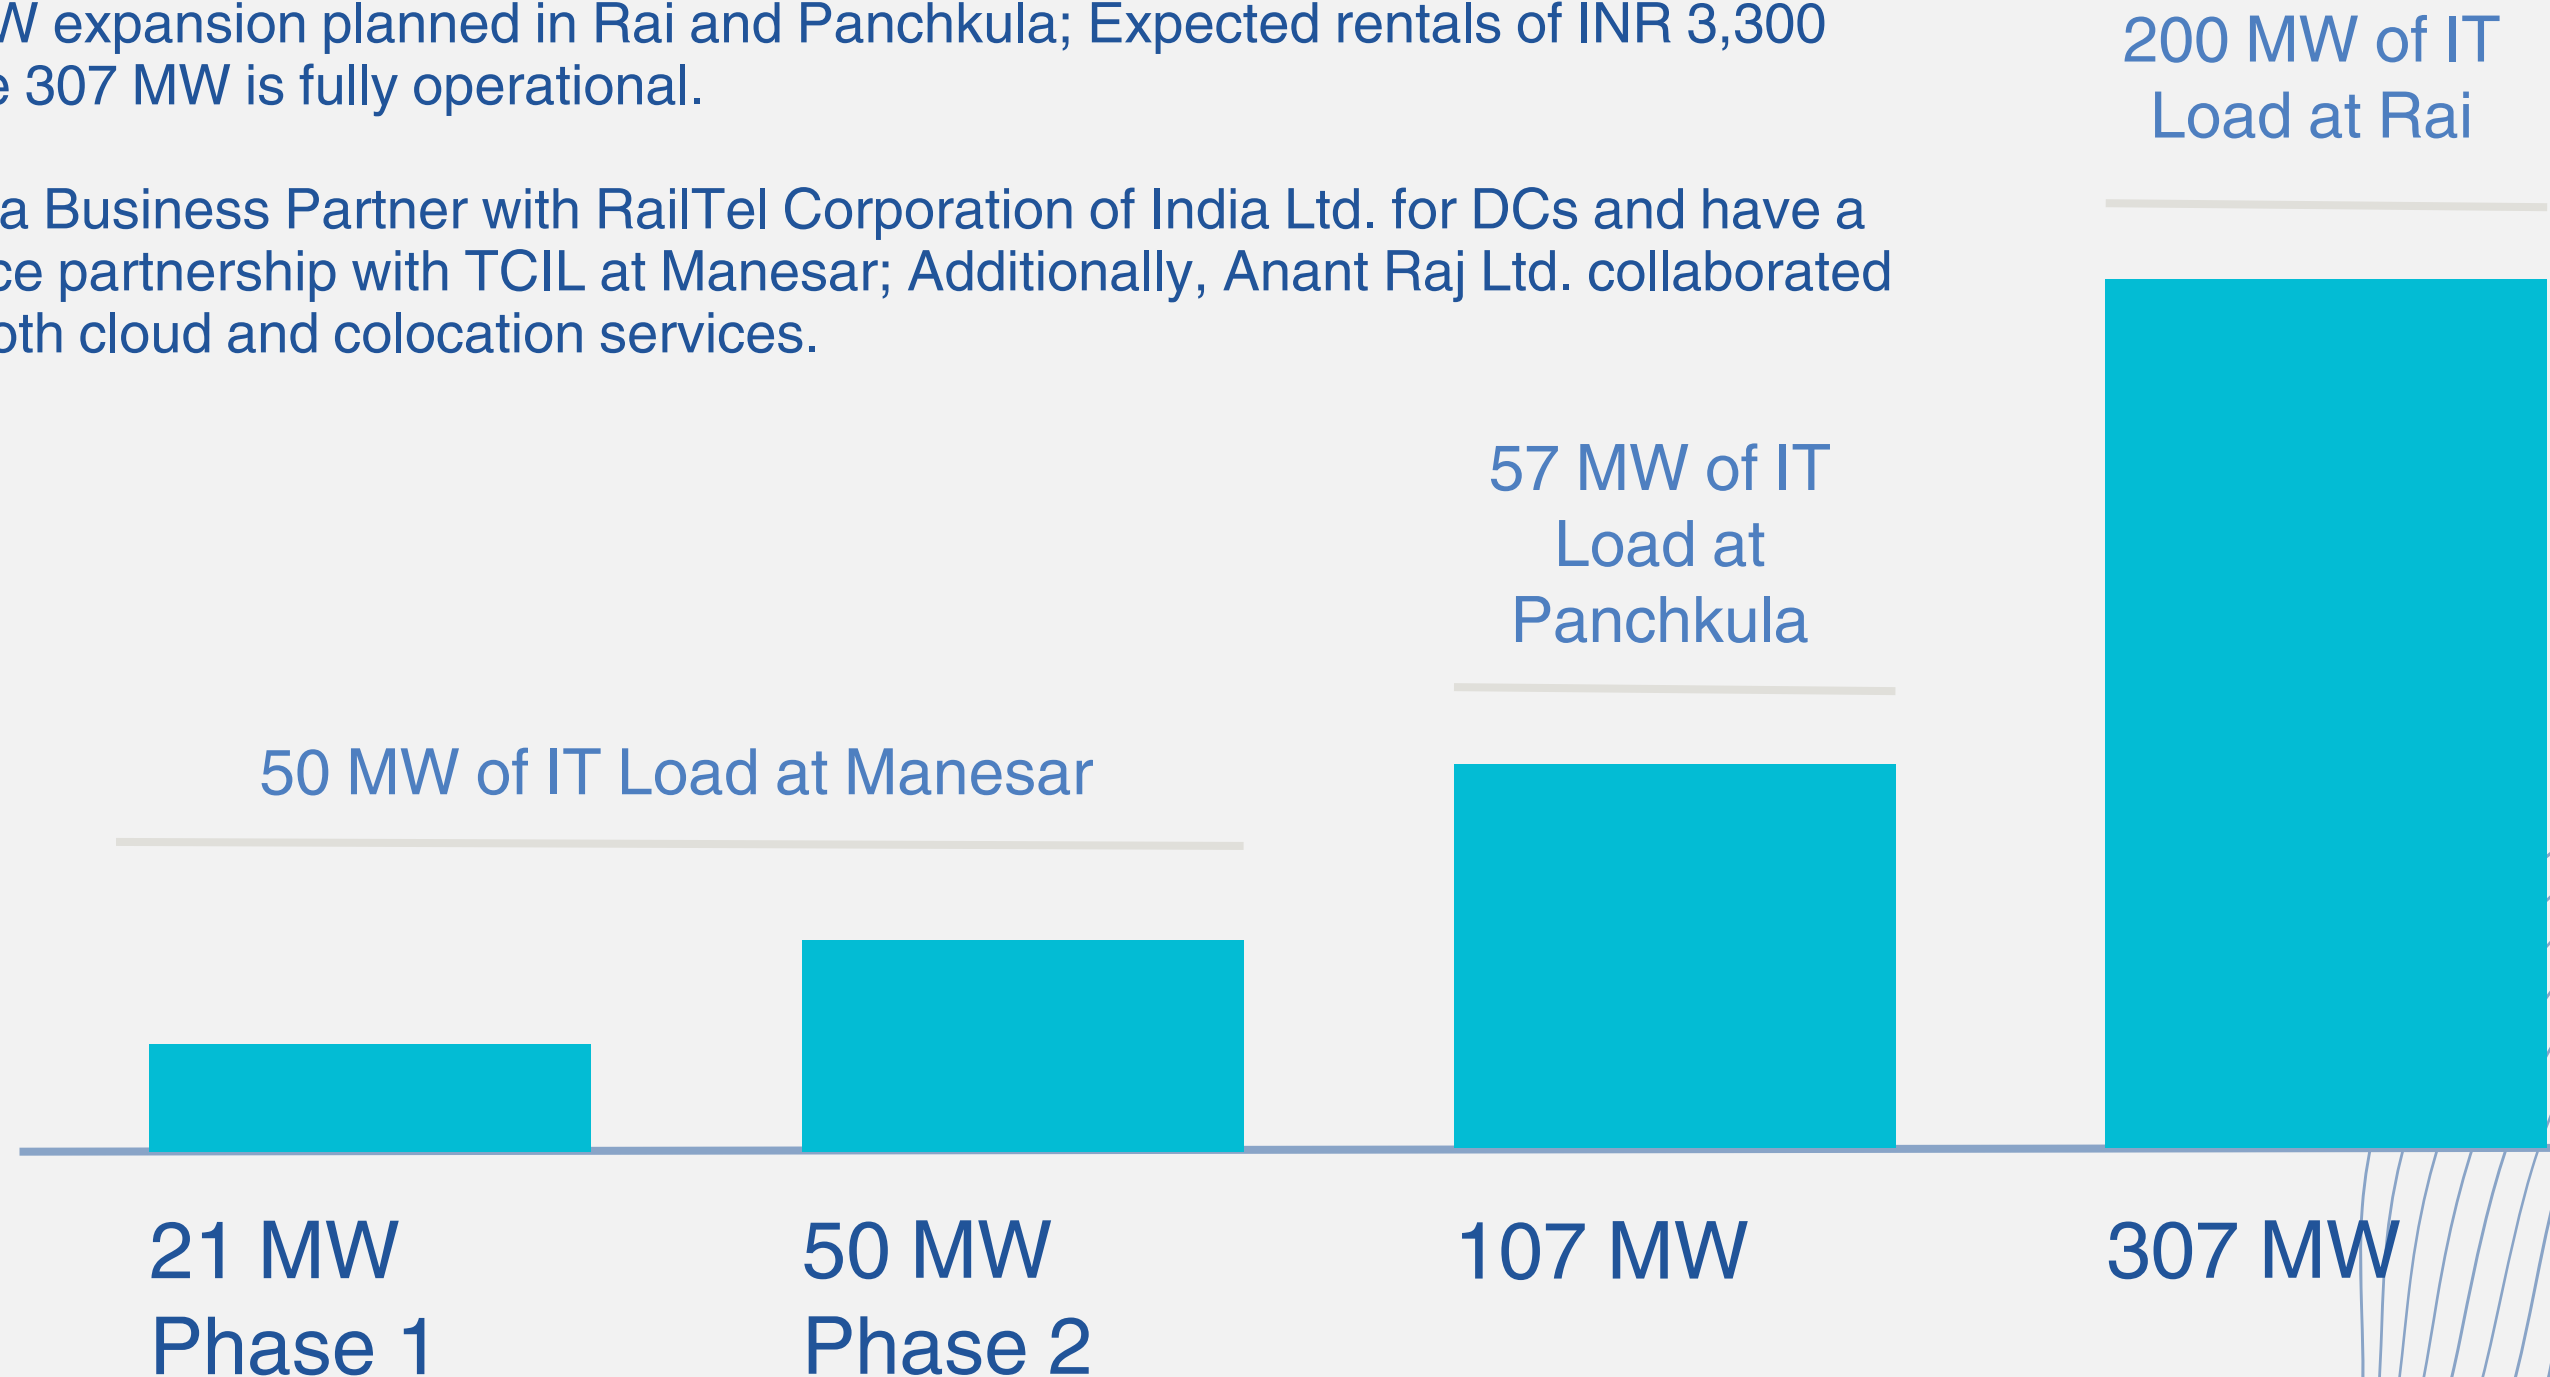 W expansion planned in Rai and Panchkula; Expected rentals of INR 3,300
307 MW is fully operational.
a Business Partner with RailTel Corporation of India Ltd. for DCs and have a
partnership with TCIL at Manesar; Additionally, Anant Raj Ltd. collaborated
cloud and colocation services.
200 MW of IT
Load at Rai
57 MW of IT
Load at
Panchkula
50 MW of IT Load at Manesar
21 MW
Phase 1
50 MW
Phase 2
107 MW
307 MW